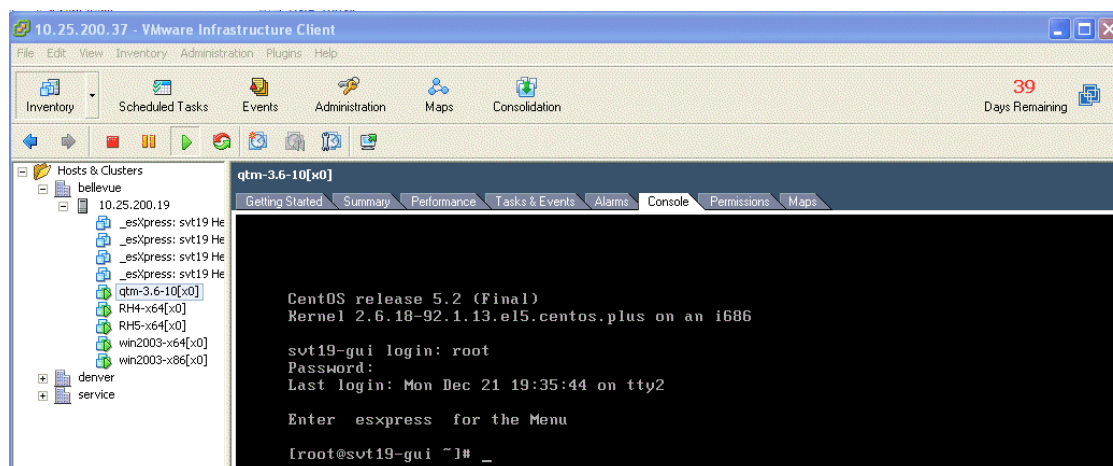 10.25.200.37 - VMware Infrastructure Client
File Edit View Inventory Administration Plugins Help
Inventory Scheduled Tasks Events Administration Maps Consolidation
39
Days Remaining
Hosts & Clusters
bellevue
10.25.200.19
_esXpress: svt19 He
_esXpress: svt19 He
_esXpress: svt19 He
_esXpress: svt19 He
qtm-3.6-10[x0]
RH4-x64[x0]
RH5-x64[x0]
win2003-x64[x0]
win2003-x86[x0]
denver
service
qtm-3.6-10[x0]
Getting Started Summary Performance Tasks & Events Alarms Console Permissions Maps
CentOS release 5.2 (Final)
Kernel 2.6.18-92.1.13.el5.centos.plus on an i686
svt19-gui login: root
Password:
Last login: Mon Dec 21 19:35:44 on tty2
Enter esxpress for the Menu
[root@svt19-gui ~]# _